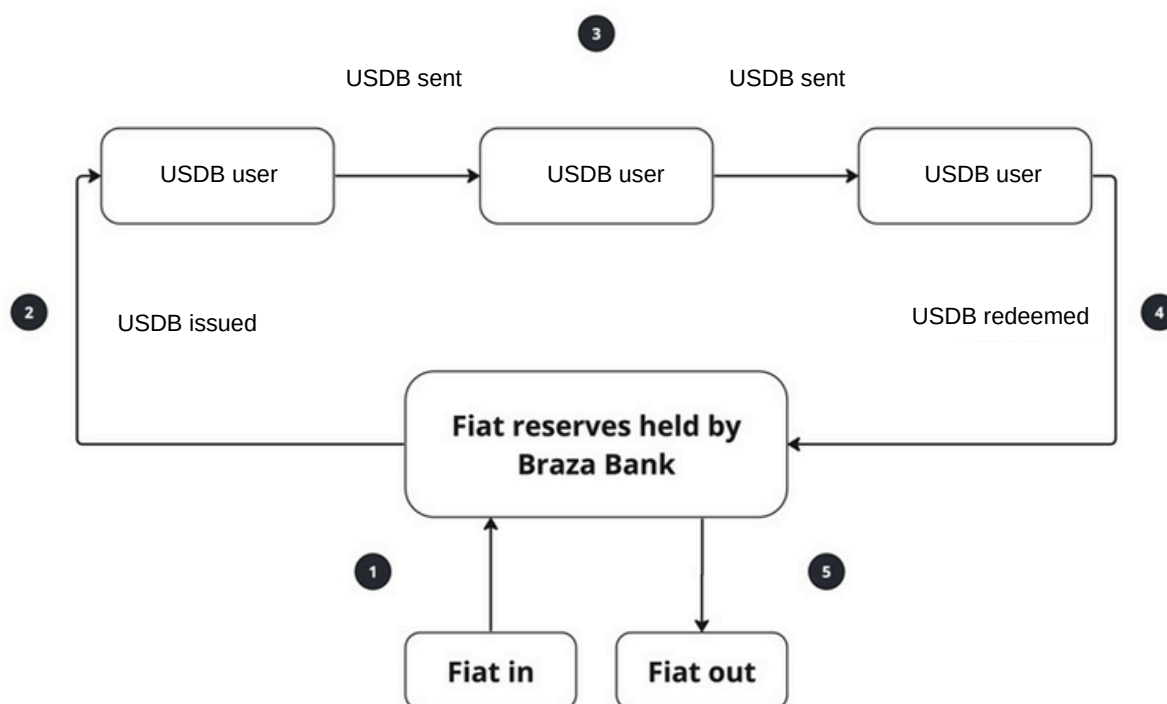 3
USDB sent
USDB sent
USDB user
USDB user
USDB user
2
USDB issued
USDB redeemed
4
Fiat reserves held by
Braza Bank
1
5
Fiat in
Fiat out